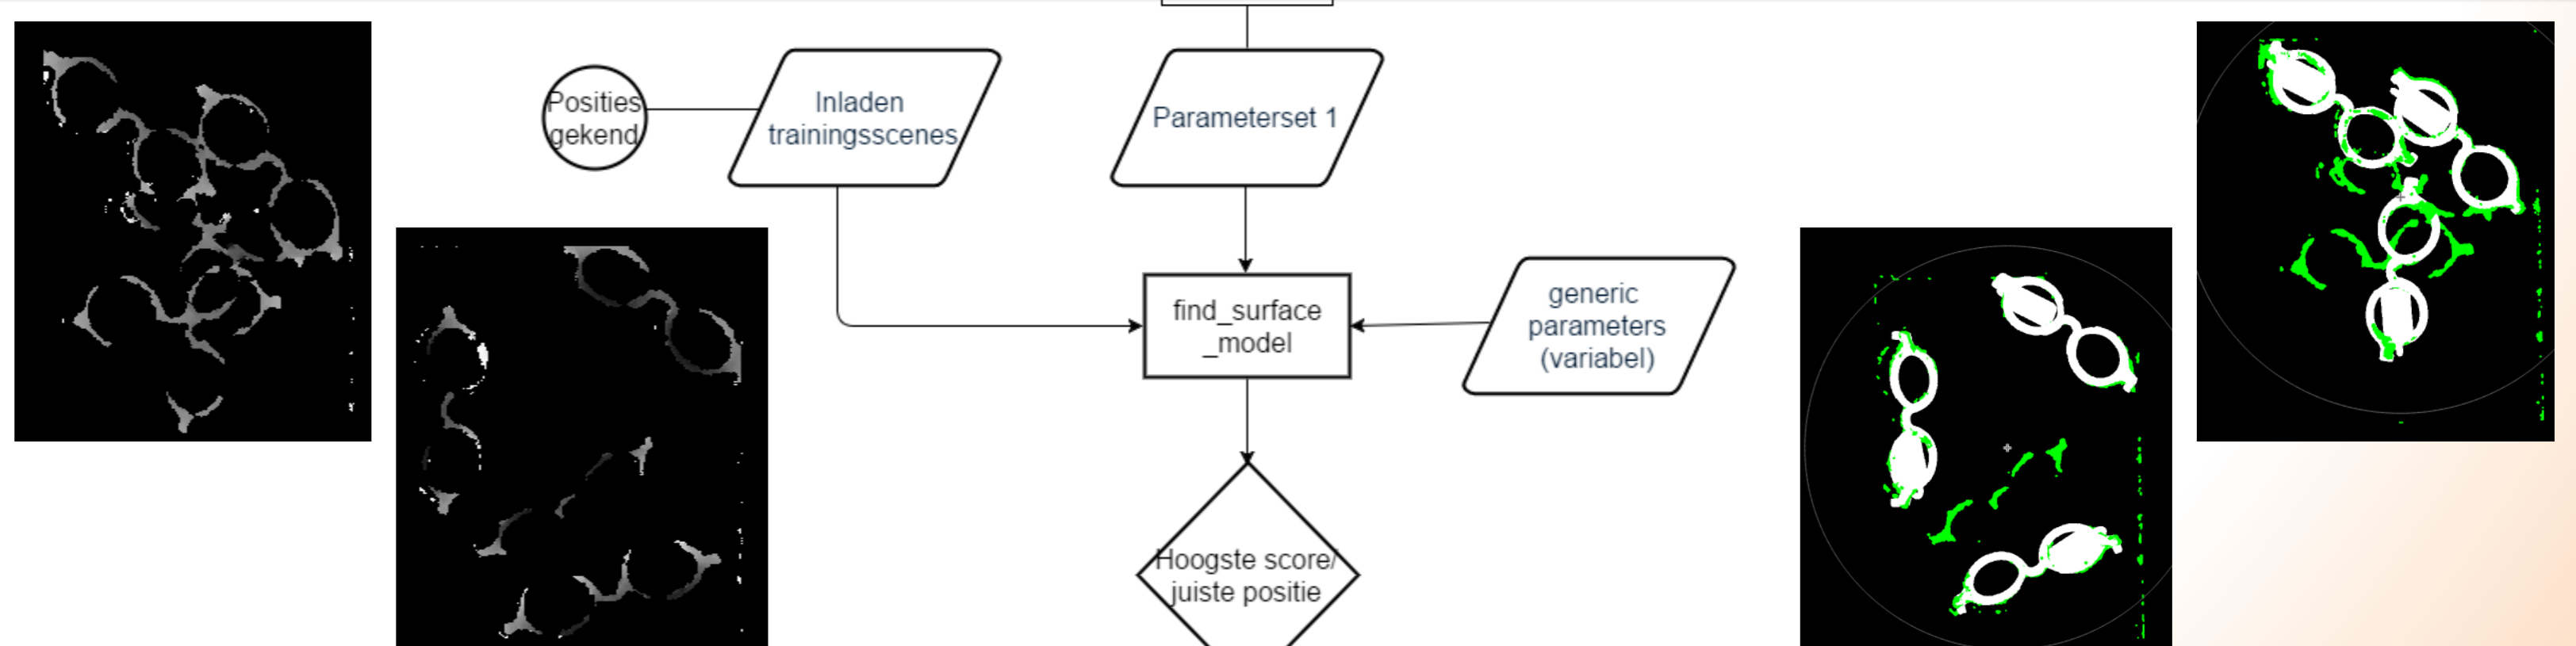 Posities
gekend
Inladen
trainingsscenes
Parameterset 1
find_surface
_model
generic
parameters
(variabel)
Hoogste score/
juiste positie